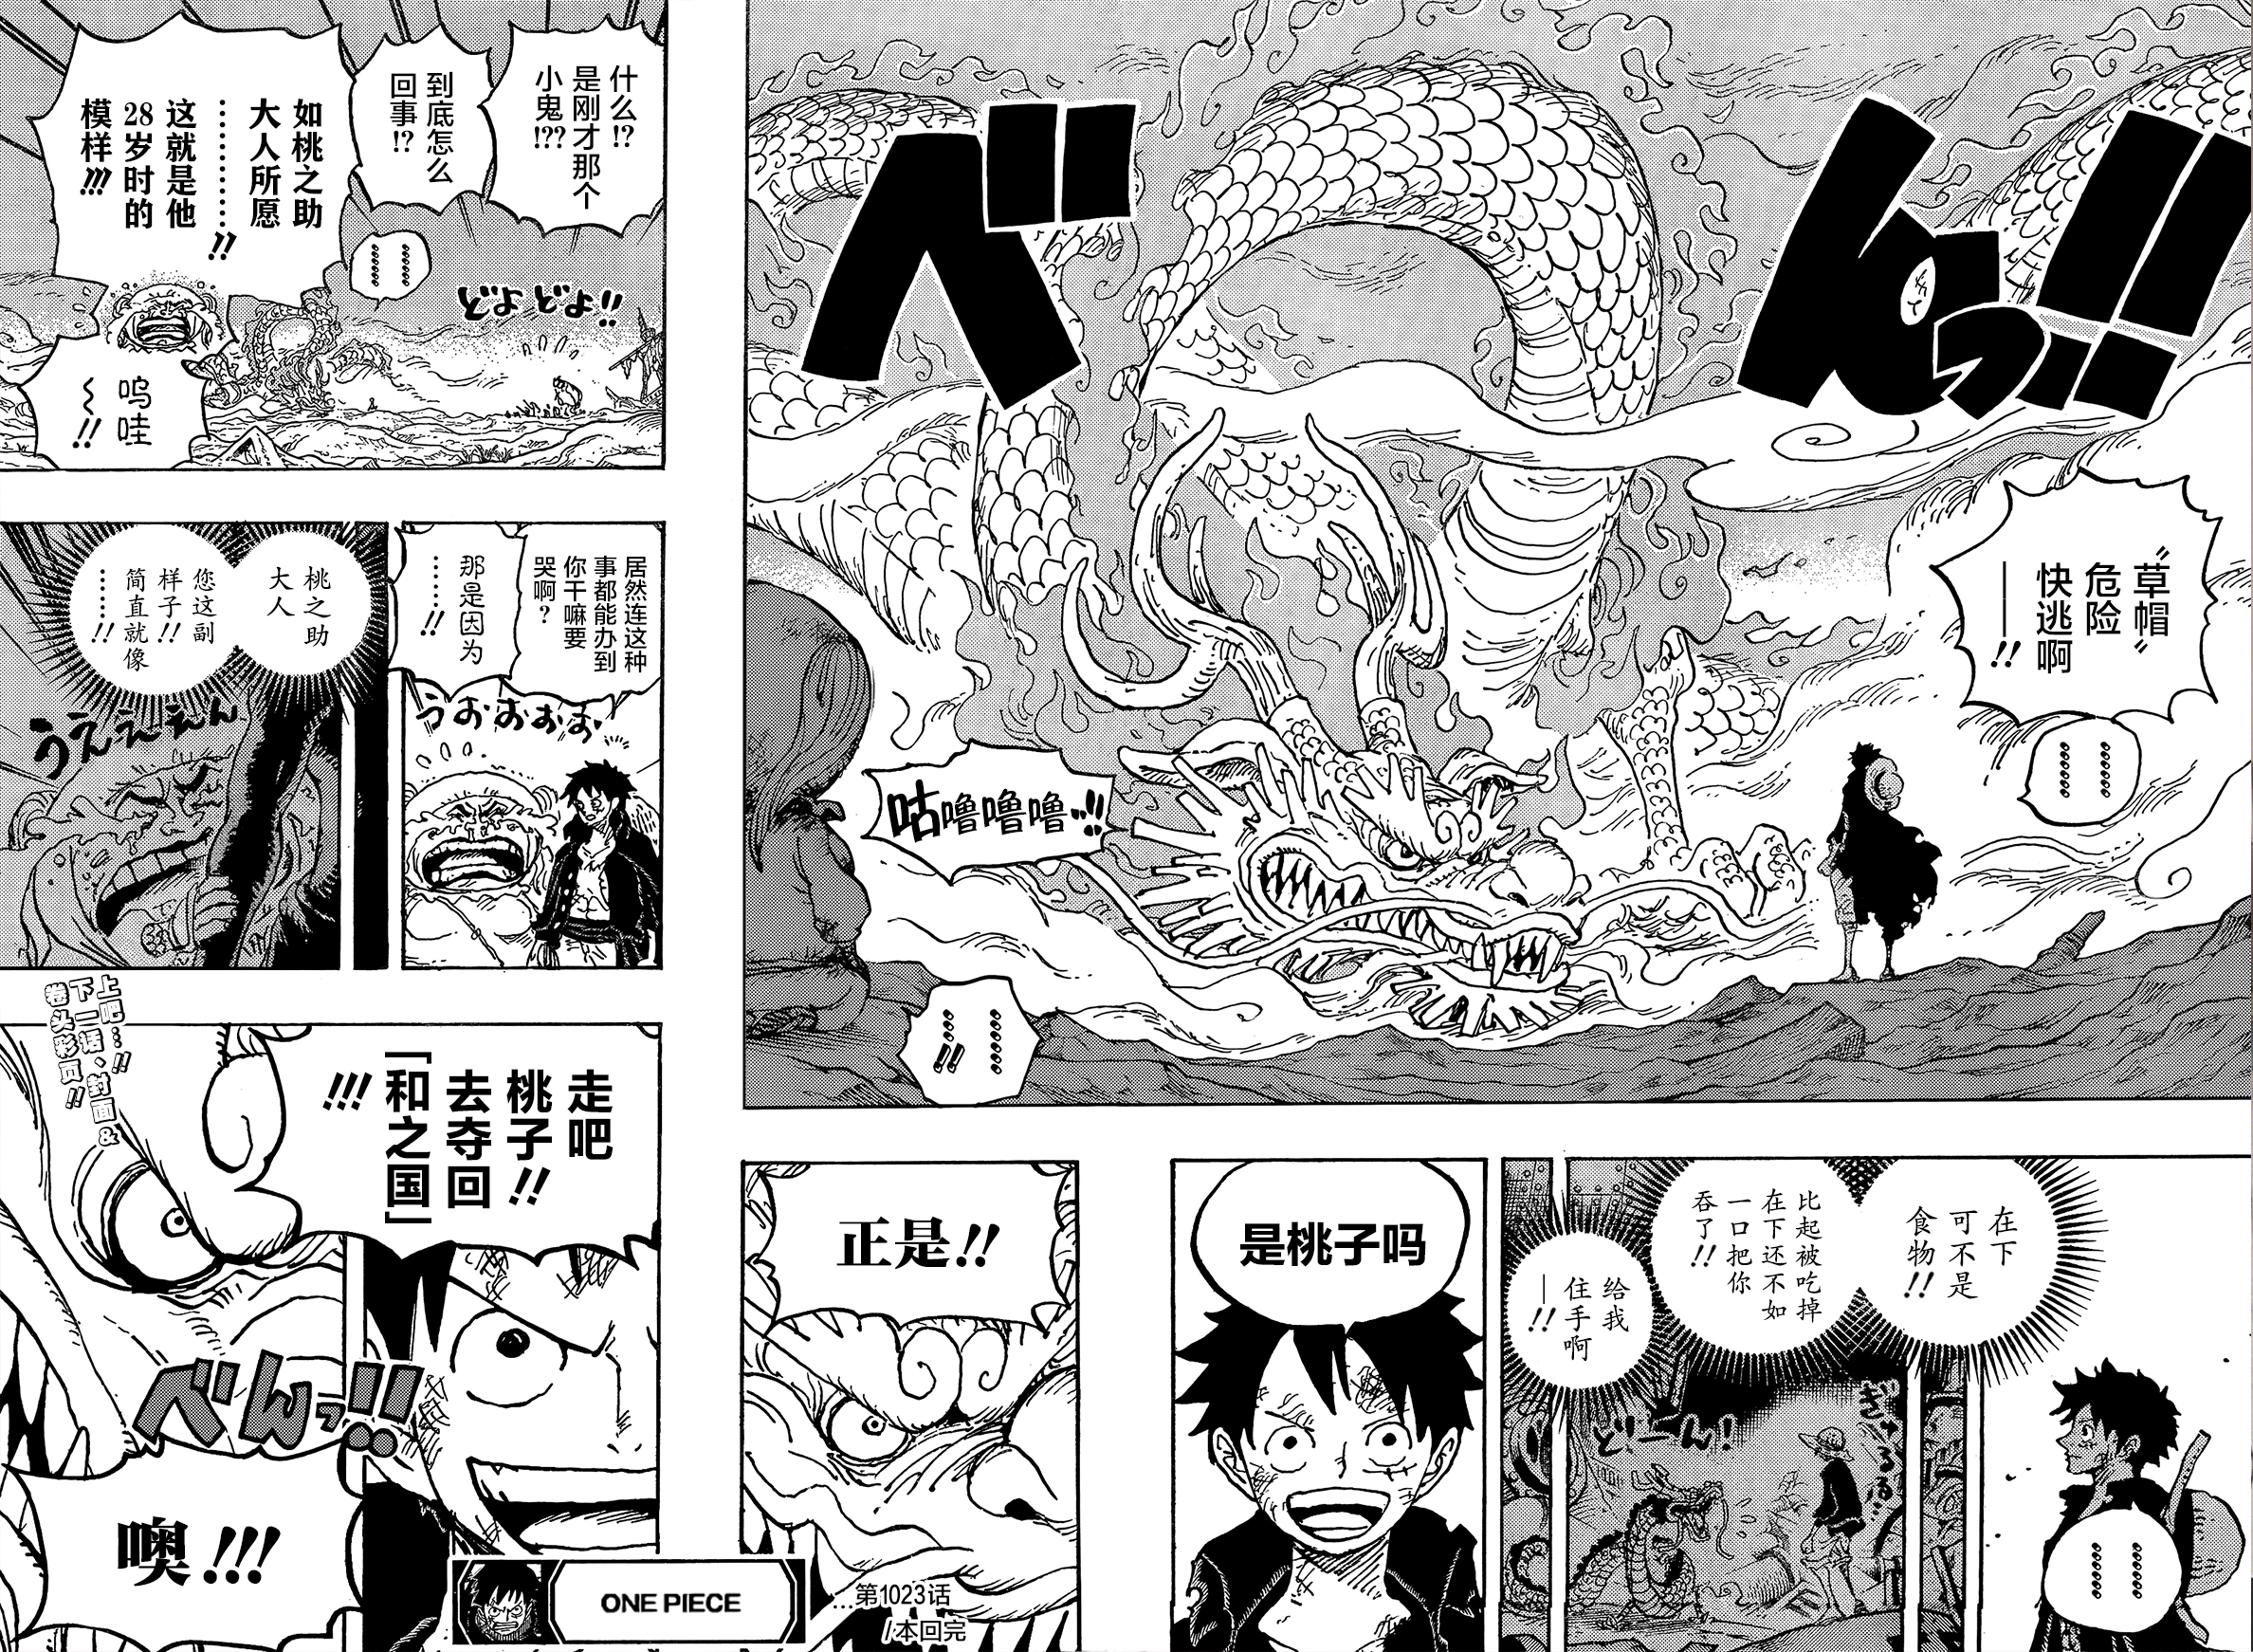 ベんっ!!
〝草帽〞
危险
快逃啊
——!!
…………
咕噜噜噜…!!!
……
…!!
在下
可不是
食物!!
比起被吃掉
在下还不如
一口把你
吞了!!
给我
住手啊
——!!
どーん!
ぎゅるるる…
…………
是桃子吗
正是!!
什么!?
是刚才那个
小鬼!??
到底怎么
回事!?
…………
如桃之助
大人所愿
…………!!
这就是他
28岁时的
模样!!!
どよどよ!!
呜哇
~!!
居然连这种
事都能办到
你干嘛要
哭啊?
那是因为
……!!
うおおおお
桃之助
大人
您这副
样子!!
简直就像
……!!
うえええん
走吧
桃子!!
去夺回
「和之国」
!!!
べんっ!!
噢!!!
上吧…!!
下一话、封面&
卷头彩页!!
ONE PIECE
…第1023话
/本回完